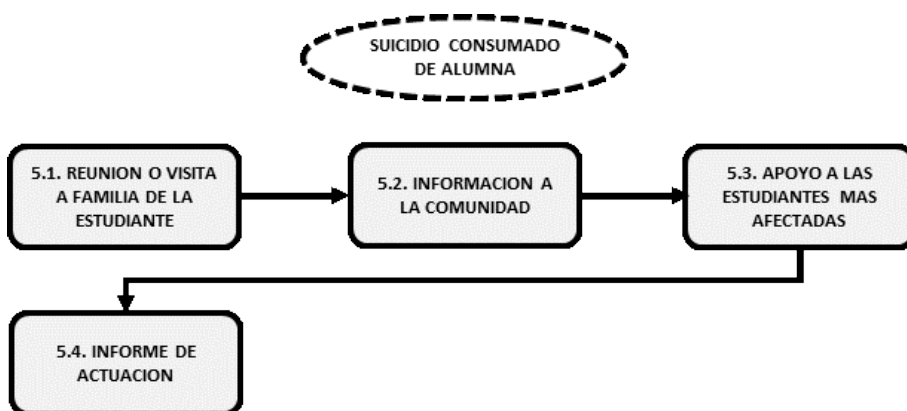 SUICIDIO CONSUMADO
DE ALUMNA
5.1. REUNION O VISITA
A FAMILIA DE LA
ESTUDIANTE
5.2. INFORMACION A
LA COMUNIDAD
5.3. APOYO A LAS
ESTUDIANTES MAS
AFECTADAS
5.4. INFORME DE
ACTUACION